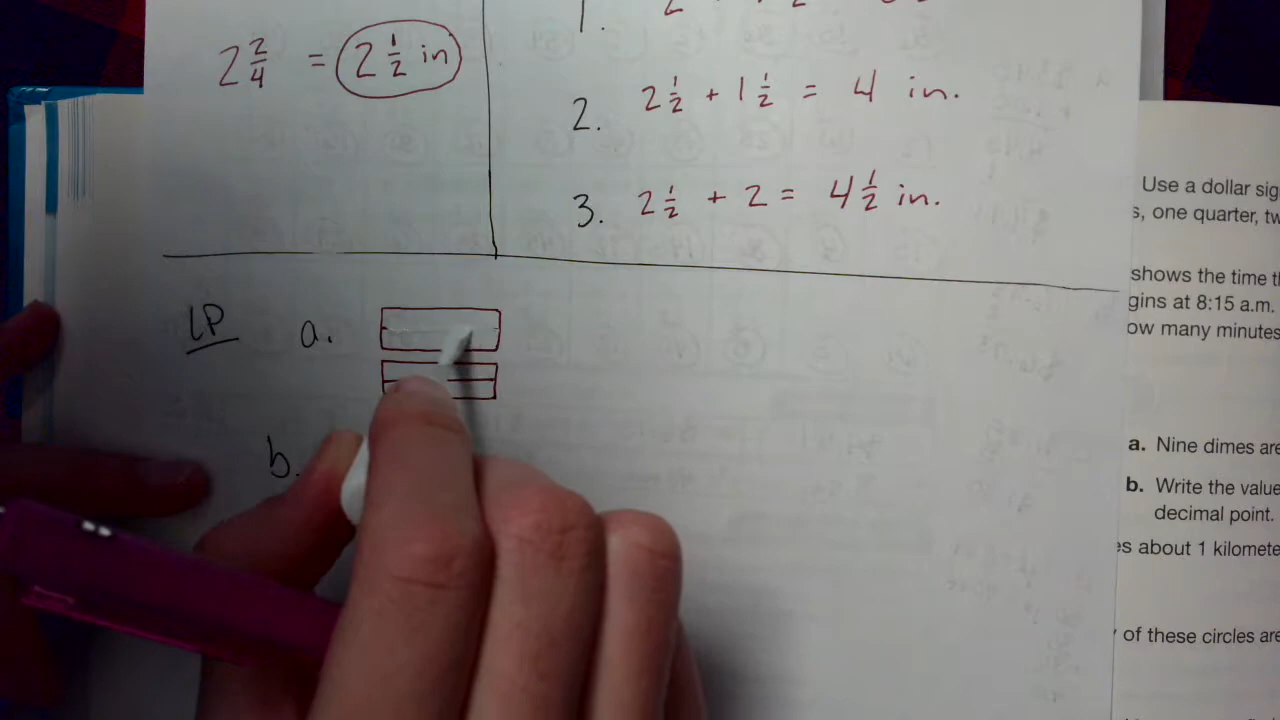 2 2/4 = 2 1/2 in
1.
2. 2 1/2 + 1 1/2 = 4 in.
3. 2 1/2 + 2 = 4 1/2 in.
LP a.
b.
Use a dollar sig
s, one quarter, tw
shows the time t
gins at 8:15 a.m.
ow many minutes
a. Nine dimes are
b. Write the value
decimal point.
es about 1 kilomete
of these circles are